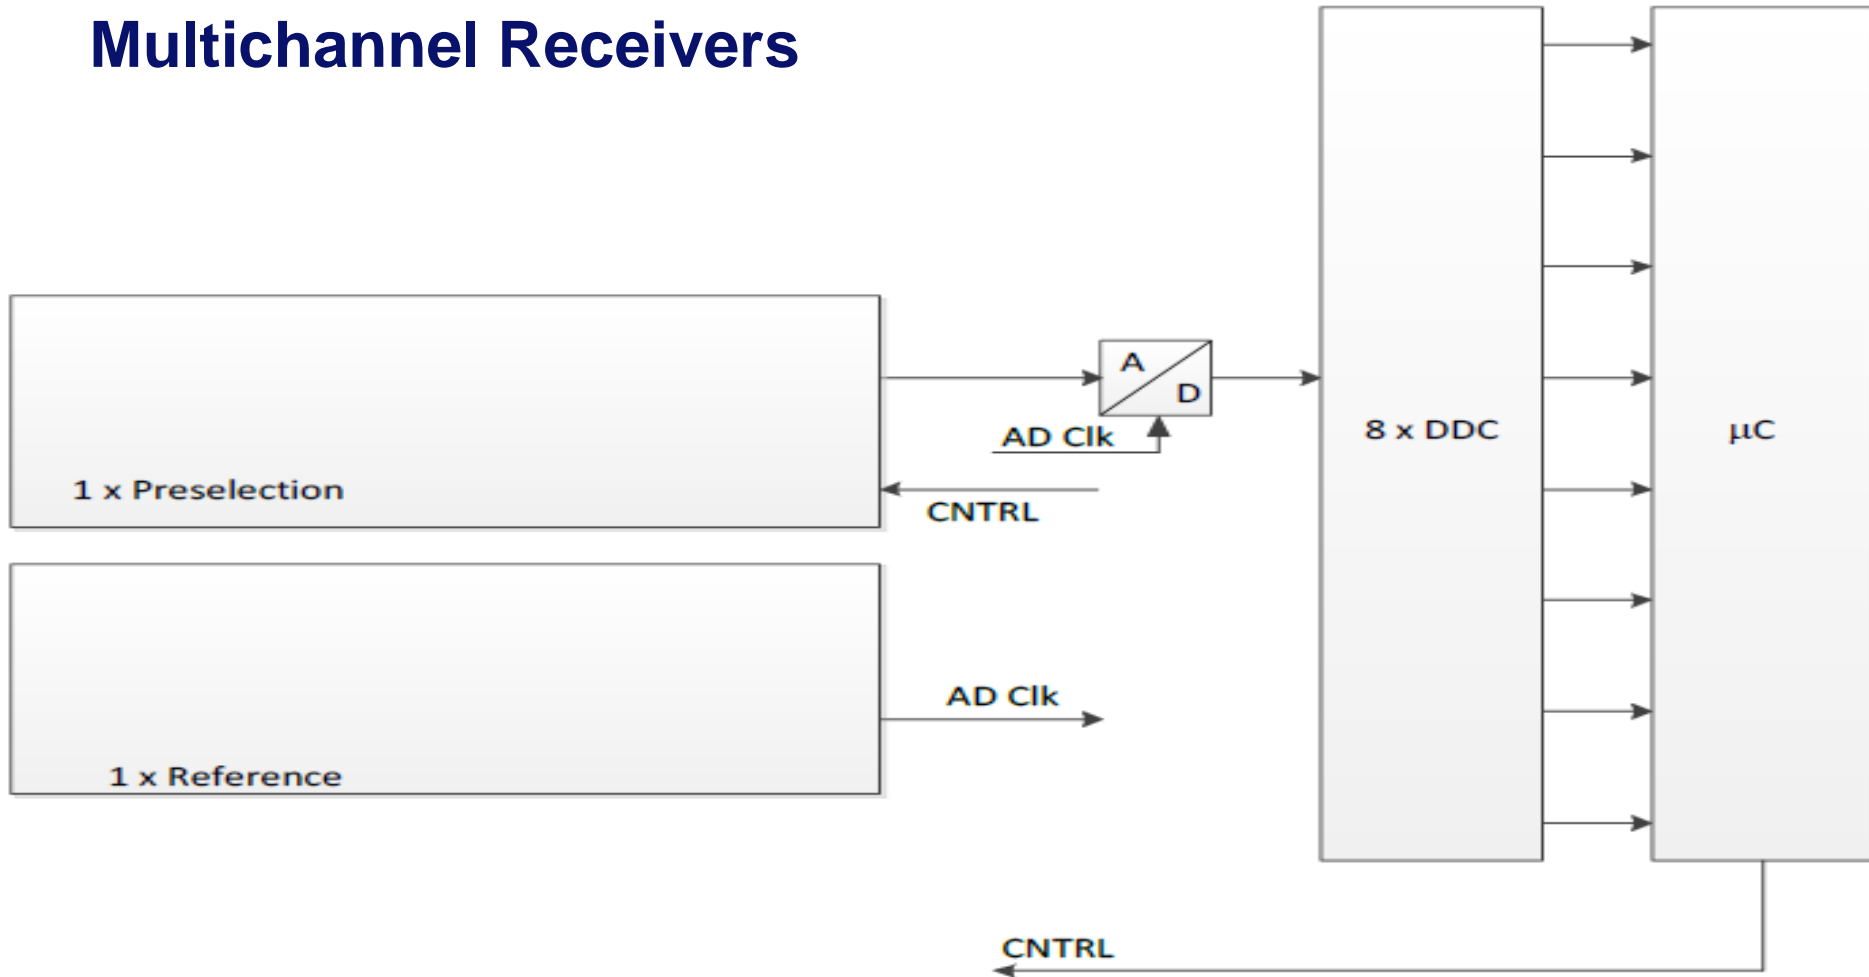 Multichannel Receivers
A
D
AD Clk
8 x DDC
µC
1 x Preselection
CNTRL
AD Clk
1 x Reference
CNTRL